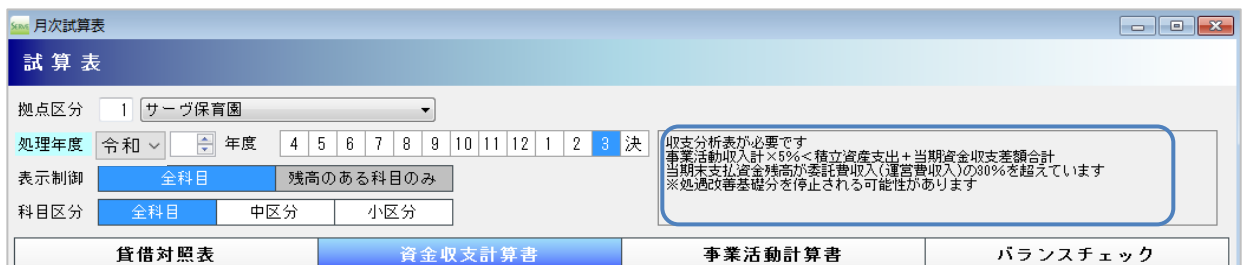 Serve 月次試算表
試算表
拠点区分 1 サーヴ保育園
処理年度 令和 年度 4 5 6 7 8 9 10 11 12 1 2 3 決
表示制御 全科目 残高のある科目のみ
科目区分 全科目 中区分 小区分
収支分析表が必要です
事業活動収入計×5%<積立資産支出+当期資金収支差額合計
当期末支払資金残高が委託費収入(運営費収入)の30%を超えています
※処遇改善基礎分を停止される可能性があります
貸借対照表 資金収支計算書 事業活動計算書 バランスチェック